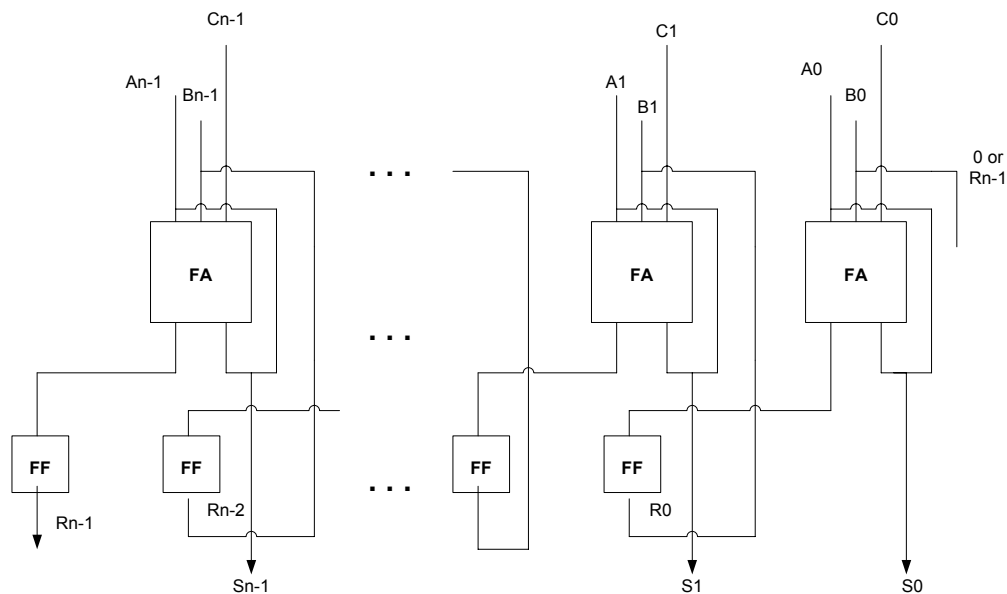 Cn-1
C1
C0
An-1
Bn-1
A1
B1
A0
B0
0 or
Rn-1
. . .
FA
FA
FA
. . .
FF
FF
. . .
FF
FF
Rn-1
Rn-2
R0
Sn-1
S1
S0